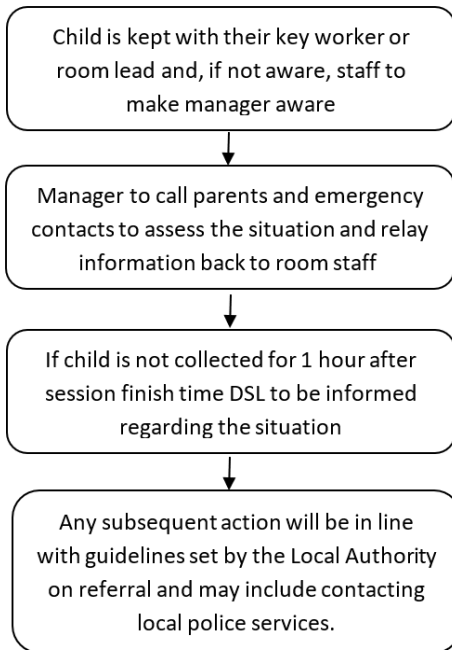 Child is kept with their key worker or
room lead and, if not aware, staff to
make manager aware
Manager to call parents and emergency
contacts to assess the situation and relay
information back to room staff
If child is not collected for 1 hour after
session finish time DSL to be informed
regarding the situation
Any subsequent action will be in line
with guidelines set by the Local Authority
on referral and may include contacting
local police services.